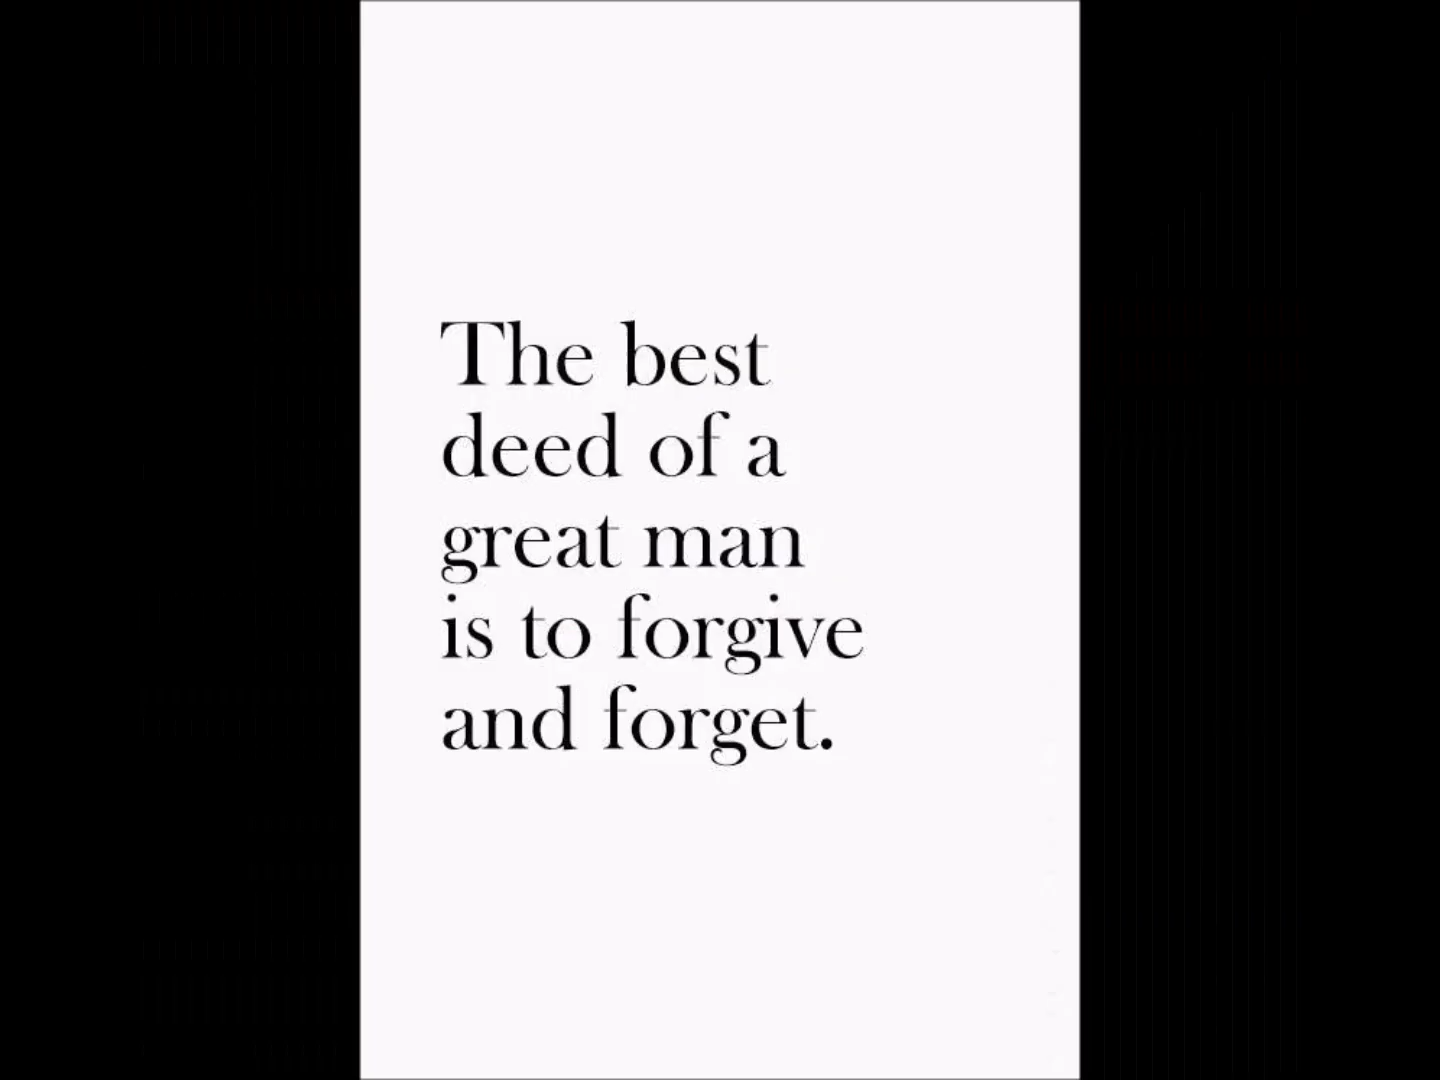 The best
deed of a
great man
is to forgive
and forget.